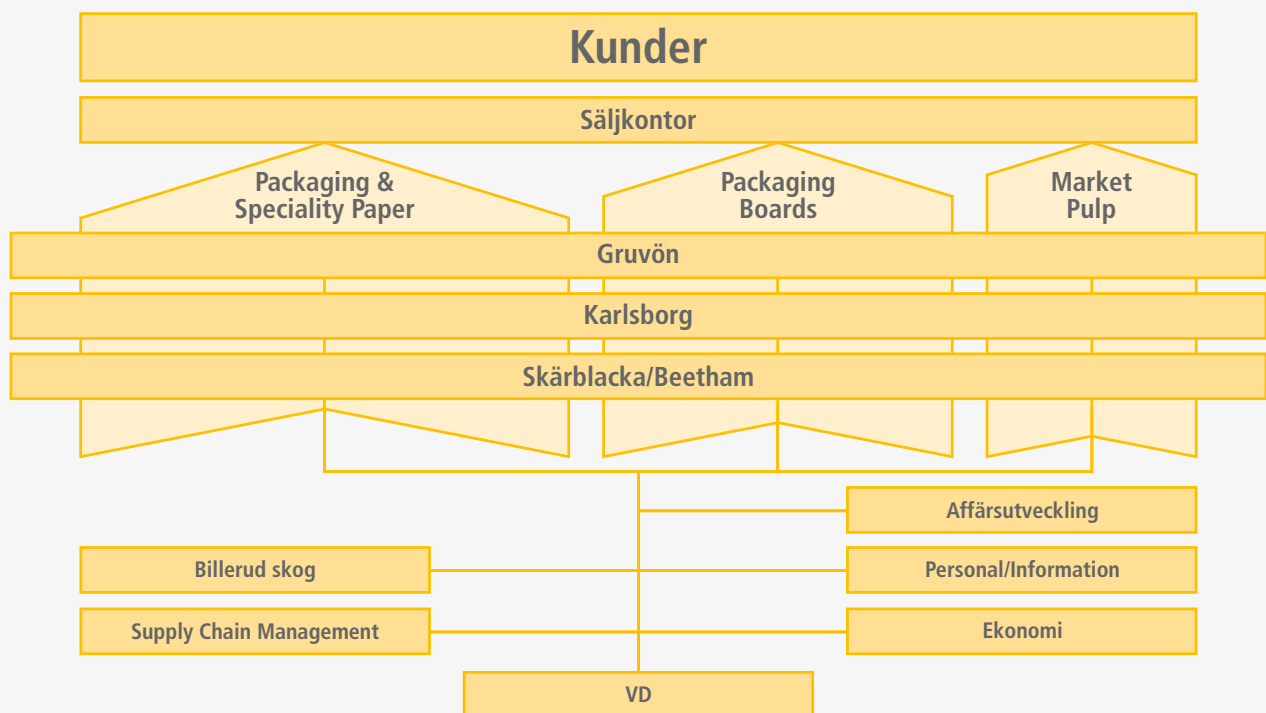 Kunder
Säljkontor
Packaging &
Speciality Paper
Packaging
Boards
Market
Pulp
Gruvön
Karlsborg
Skärblacka/Beetham
Affärsutveckling
Billerud skog
Personal/Information
Supply Chain Management
Ekonomi
VD